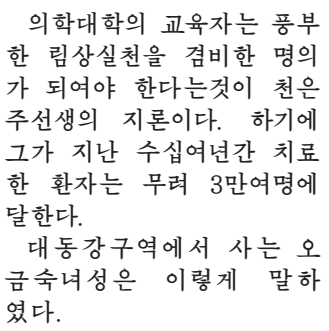 의학대학의 교육자는 풍부
한 림상실천을 겸비한 명의
가 되여야 한다는것이 천은
주선생의 지론이다. 하기에
그가 지난 수십여년간 치료
한 환자는 무려 3만여명에
달한다.
대동강구역에서 사는 오
금숙녀성은 이렇게 말하
였다.